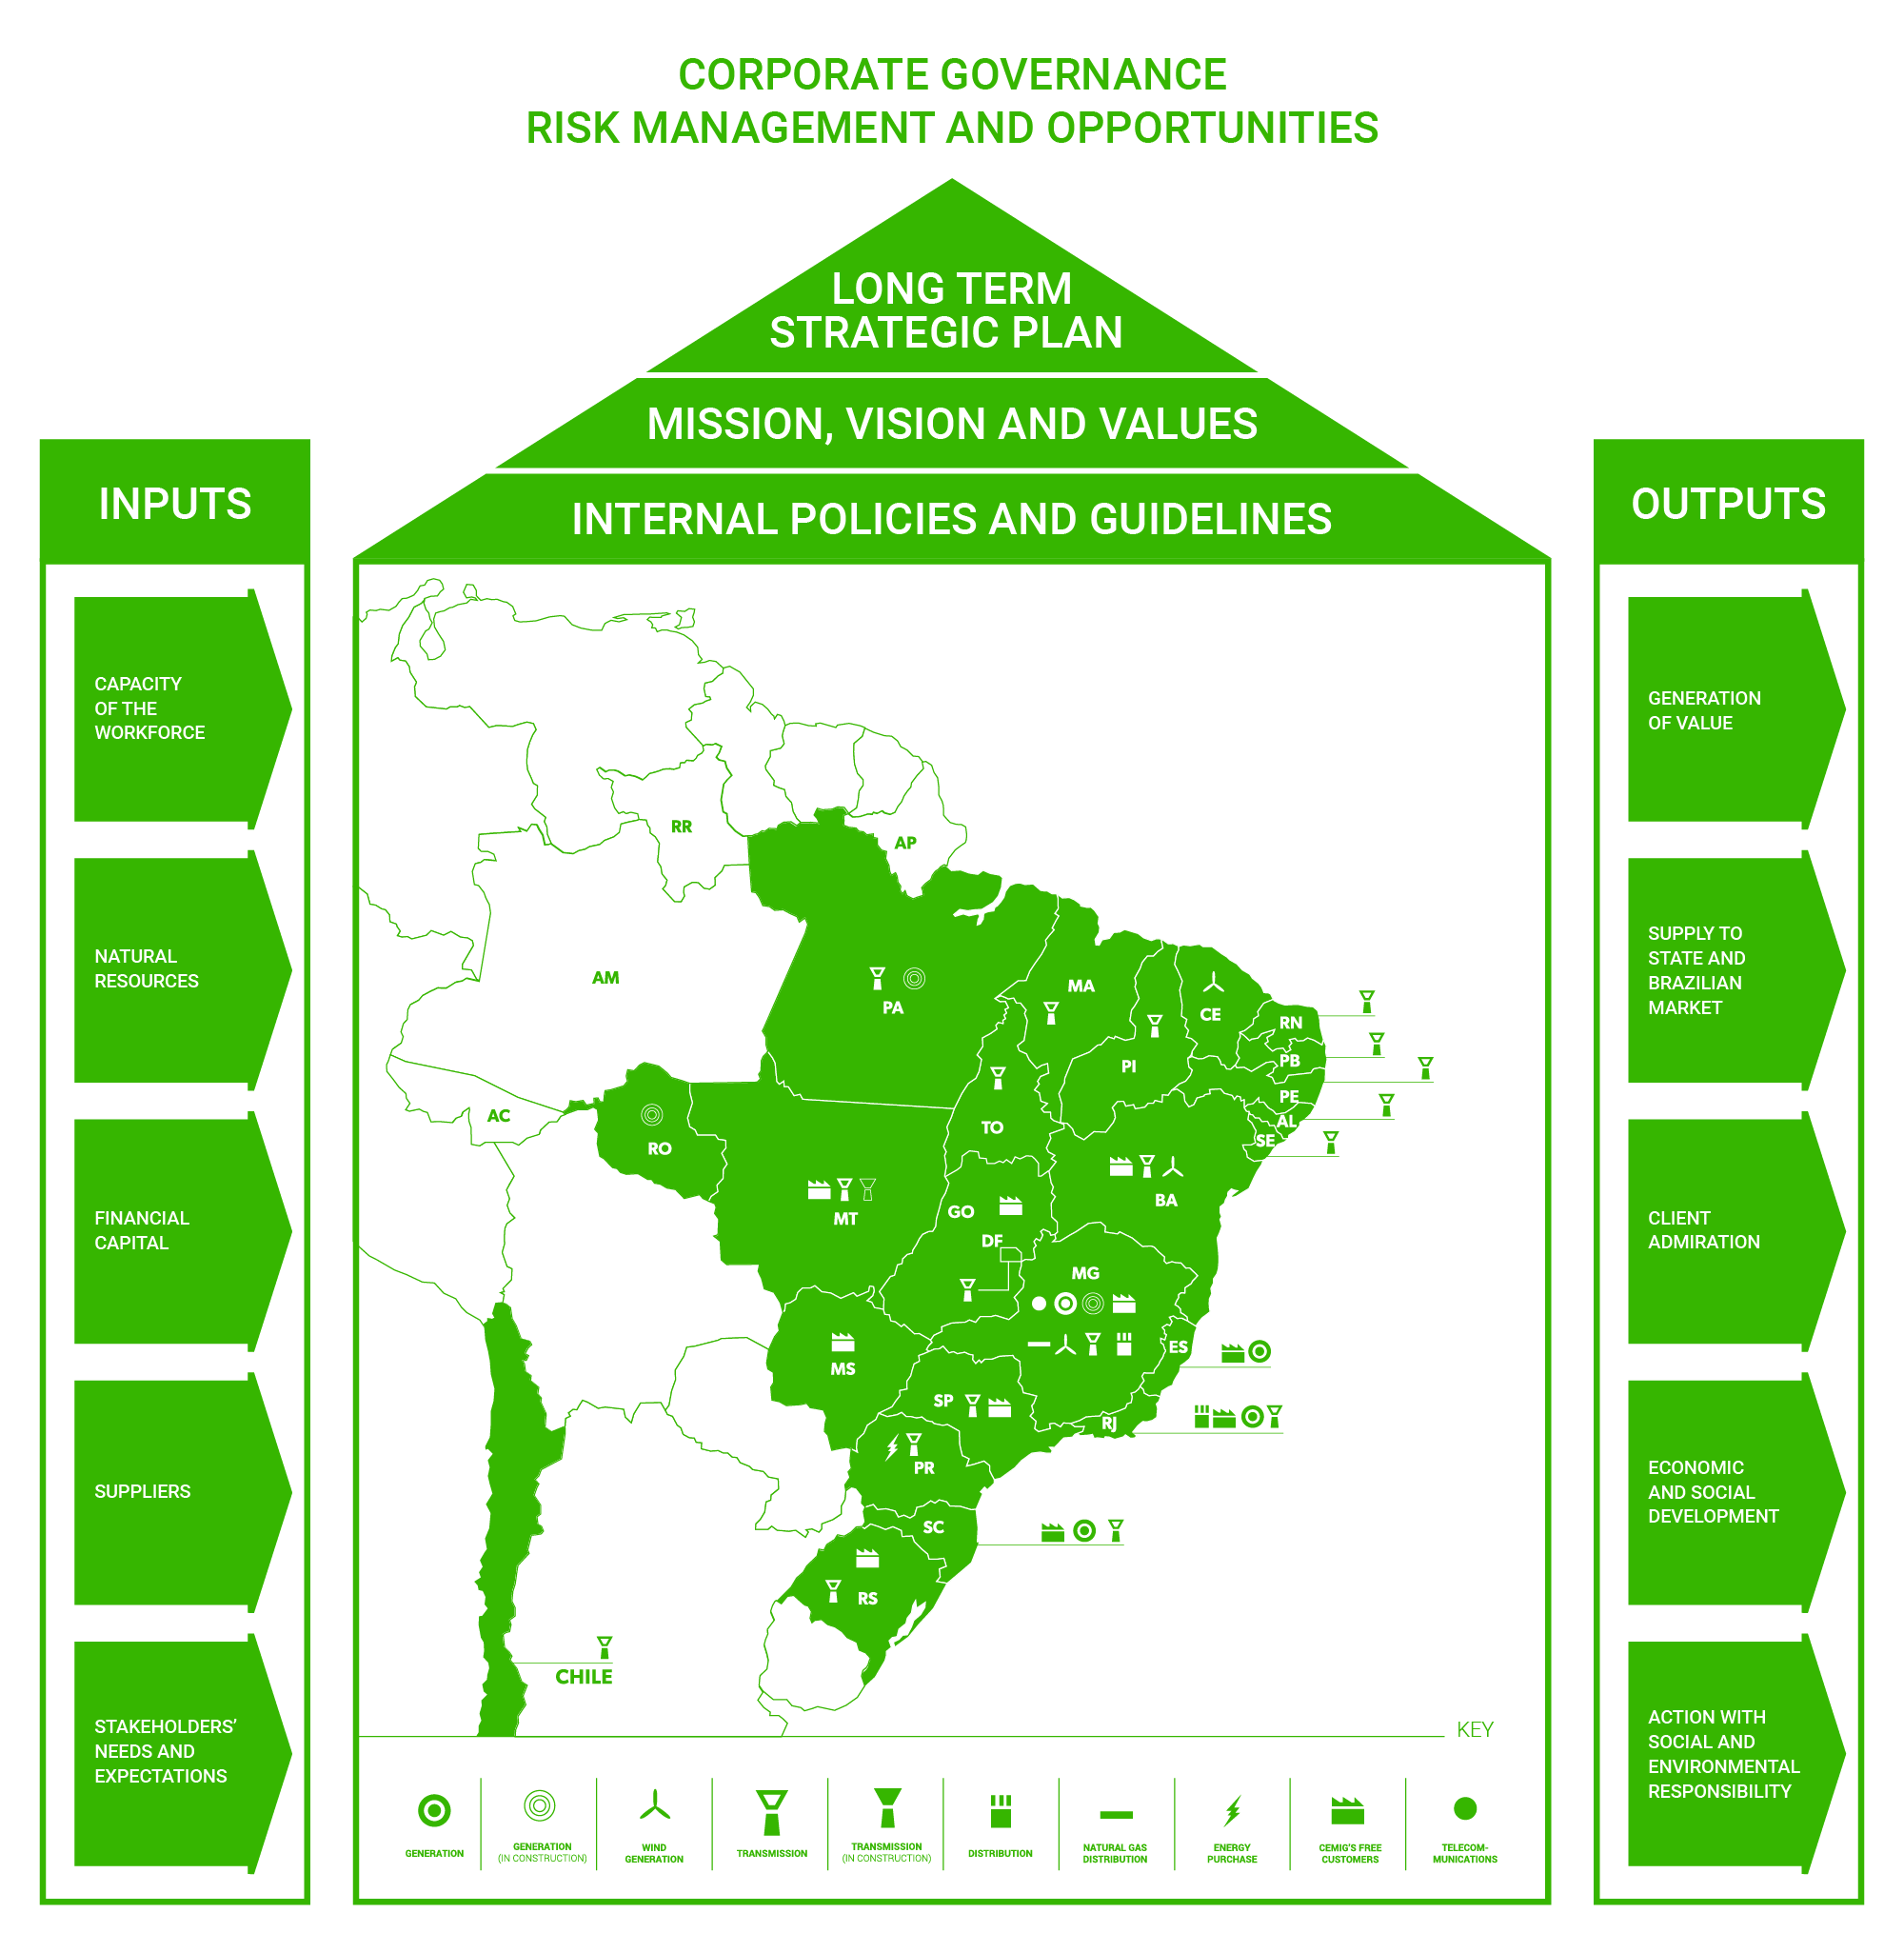 CORPORATE GOVERNANCE
RISK MANAGEMENT AND OPPORTUNITIES
LONG TERM
STRATEGIC PLAN
MISSION, VISION AND VALUES
INTERNAL POLICIES AND GUIDELINES
INPUTS
CAPACITY
OF THE
WORKFORCE
NATURAL
RESOURCES
FINANCIAL
CAPITAL
SUPPLIERS
STAKEHOLDERS’
NEEDS AND
EXPECTATIONS
RR
AP
AM
PA
MA
CE
RN
PI
PB
PE
AC
AL
TO
SE
RO
BA
MT
GO
DF
MG
ES
MS
SP
RJ
PR
SC
RS
CHILE
KEY
GENERATION
GENERATION
(IN CONSTRUCTION)
WIND
GENERATION
TRANSMISSION
TRANSMISSION
(IN CONSTRUCTION)
DISTRIBUTION
NATURAL GAS
DISTRIBUTION
ENERGY
PURCHASE
CEMIG'S FREE
CUSTOMERS
TELECOM-
MUNICATIONS
OUTPUTS
GENERATION
OF VALUE
SUPPLY TO
STATE AND
BRAZILIAN
MARKET
CLIENT
ADMIRATION
ECONOMIC
AND SOCIAL
DEVELOPMENT
ACTION WITH
SOCIAL AND
ENVIRONMENTAL
RESPONSIBILITY